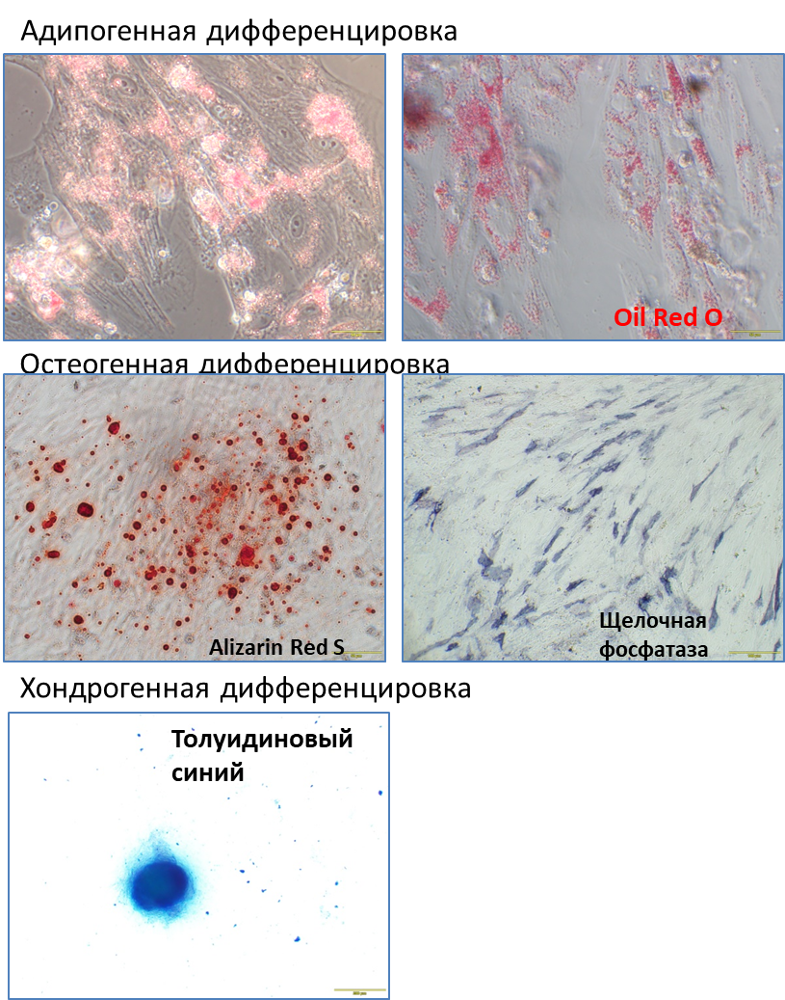 Адипогенная дифференцировка
Oil Red O
Остеогенная дифференцировка
Alizarin Red S
Щелочная
фосфатаза
Хондрогенная дифференцировка
Толуидиновый
синий